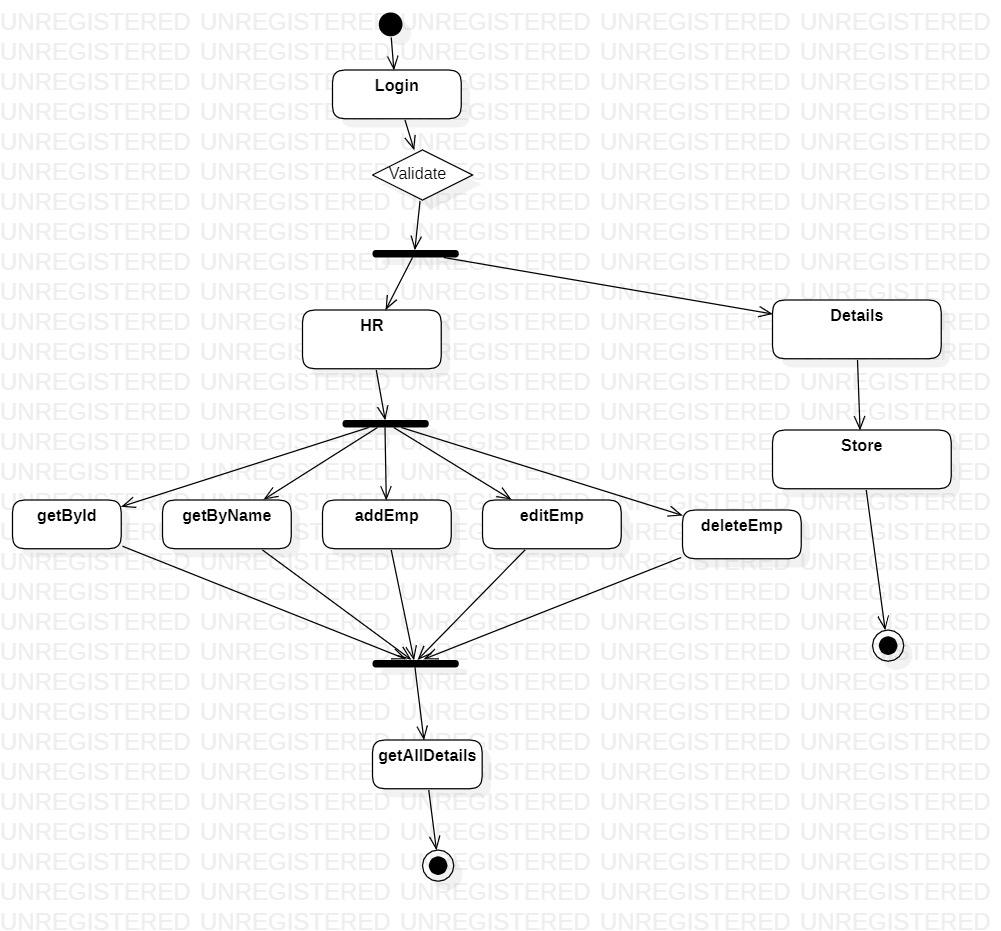 UNREGISTERED UNREGISTERED UNREGISTERED UNREGISTERED UNREGISTERED
Login
Validate
HR
Details
Store
getById
getByName
addEmp
editEmp
deleteEmp
getAllDetails